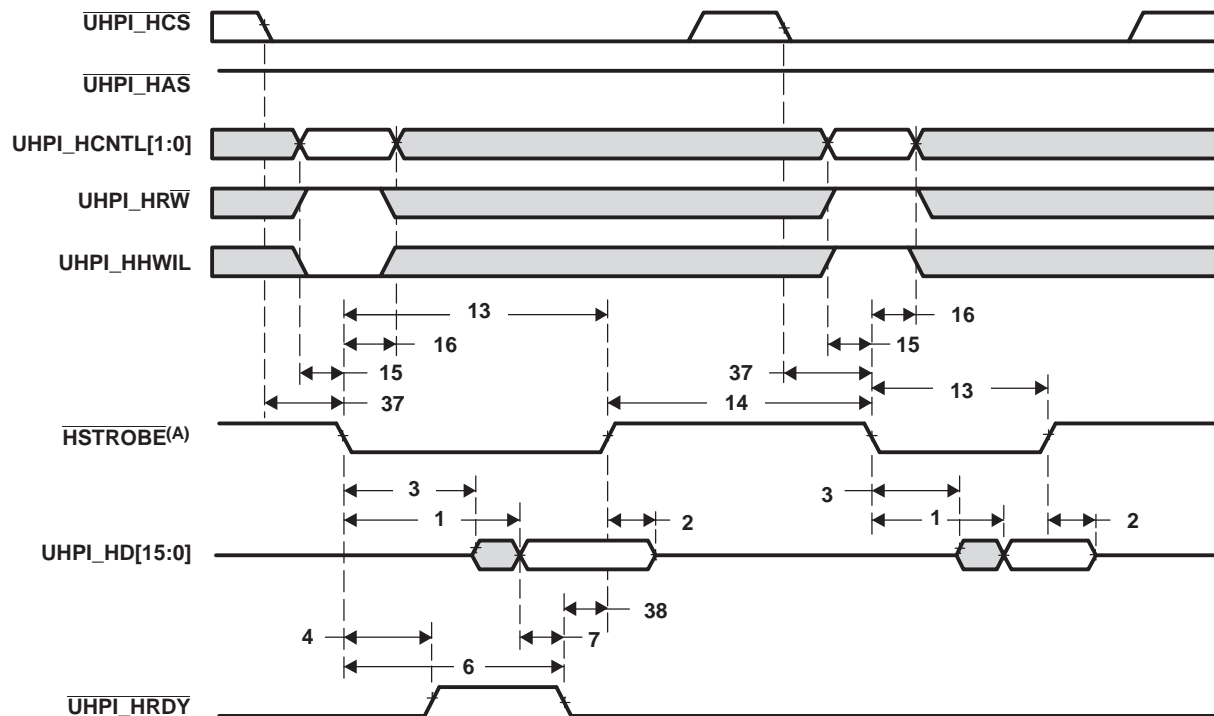 UHPI_HCS
UHPI_HAS
UHPI_HCNTL[1:0]
UHPI_HRW
UHPI_HHWIL
13
16
16
15
15
37
37
13
14
HSTROBE(A)
3
3
1
1
2
2
UHPI_HD[15:0]
38
4
7
6
UHPI_HRDY